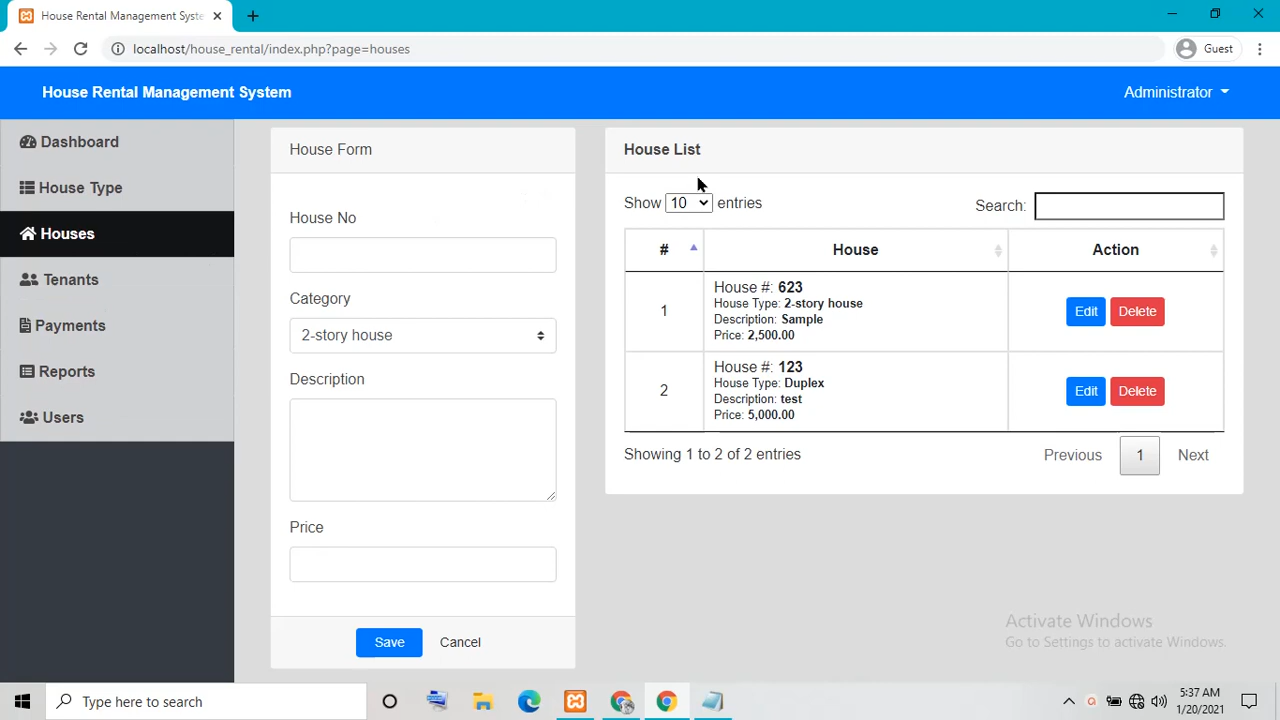 House Rental Management Syste
localhost/house_rental/index.php?page=houses
Guest
House Rental Management System
Administrator
Dashboard
House Type
Houses
Tenants
Payments
Reports
Users
House Form
House No
Category
2-story house
Description
Price
Save Cancel
House List
Show 10 entries
Search:
# House Action
1
House #: 623
House Type: 2-story house
Description: Sample
Price: 2,500.00
Edit Delete
2
House #: 123
House Type: Duplex
Description: test
Price: 5,000.00
Edit Delete
Showing 1 to 2 of 2 entries
Previous 1 Next
Activate Windows
Go to Settings to activate Windows.
Type here to search
5:37 AM
1/20/2021